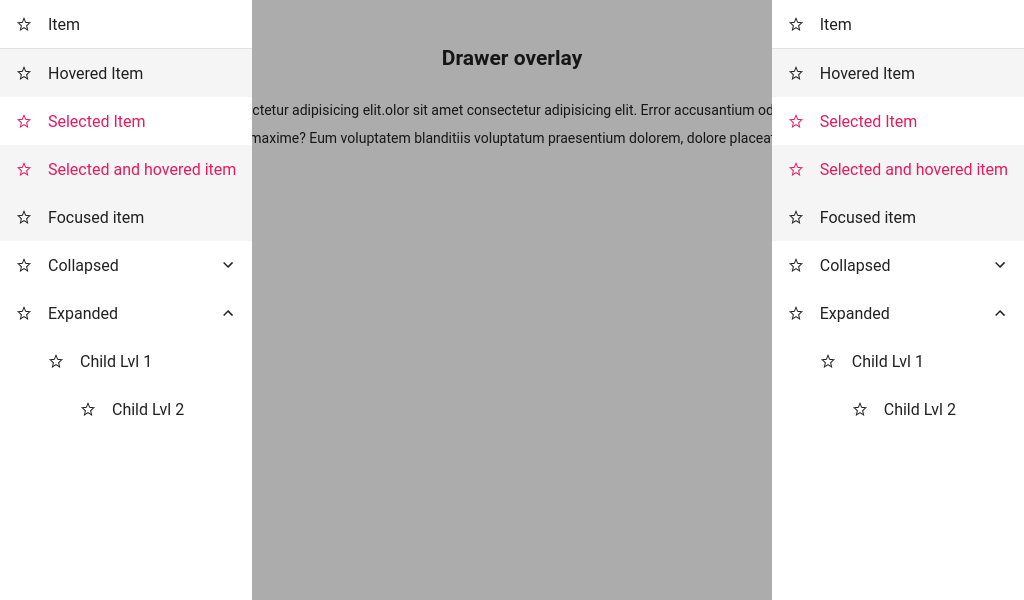 Item
Hovered Item
Selected Item
Selected and hovered item
Focused item
Collapsed
Expanded
Child Lvl 1
Child Lvl 2
Drawer overlay
ctetur adipisicing elit.olor sit amet consectetur adipisicing elit. Error accusantium od
maxime? Eum voluptatem blanditiis voluptatum praesentium dolorem, dolore placeat
Item
Hovered Item
Selected Item
Selected and hovered item
Focused item
Collapsed
Expanded
Child Lvl 1
Child Lvl 2